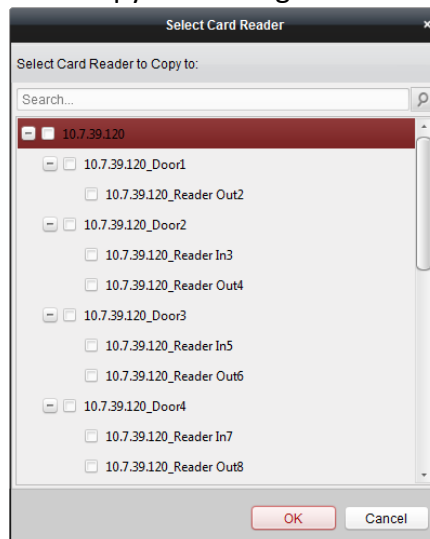 Select Card Reader
Select Card Reader to Copy to:
Search...
10.7.39.120
10.7.39.120_Door1
10.7.39.120_Reader Out2
10.7.39.120_Door2
10.7.39.120_Reader In3
10.7.39.120_Reader Out4
10.7.39.120_Door3
10.7.39.120_Reader In5
10.7.39.120_Reader Out6
10.7.39.120_Door4
10.7.39.120_Reader In7
10.7.39.120_Reader Out8
OK Cancel